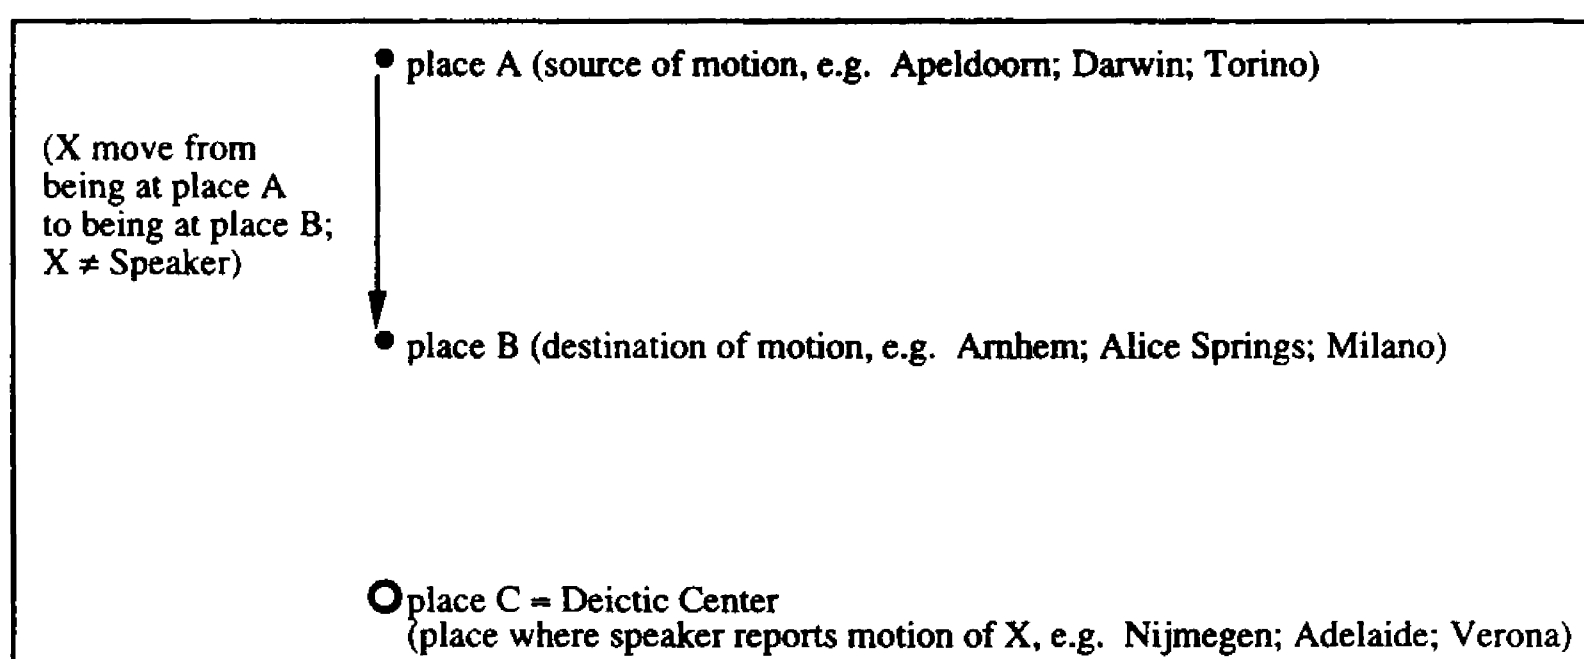 place A (source of motion, e.g. Apeldoorn; Darwin; Torino)
(X move from
being at place A
to being at place B;
X ≠ Speaker)
place B (destination of motion, e.g. Arnhem; Alice Springs; Milano)
place C = Deictic Center
(place where speaker reports motion of X, e.g. Nijmegen; Adelaide; Verona)